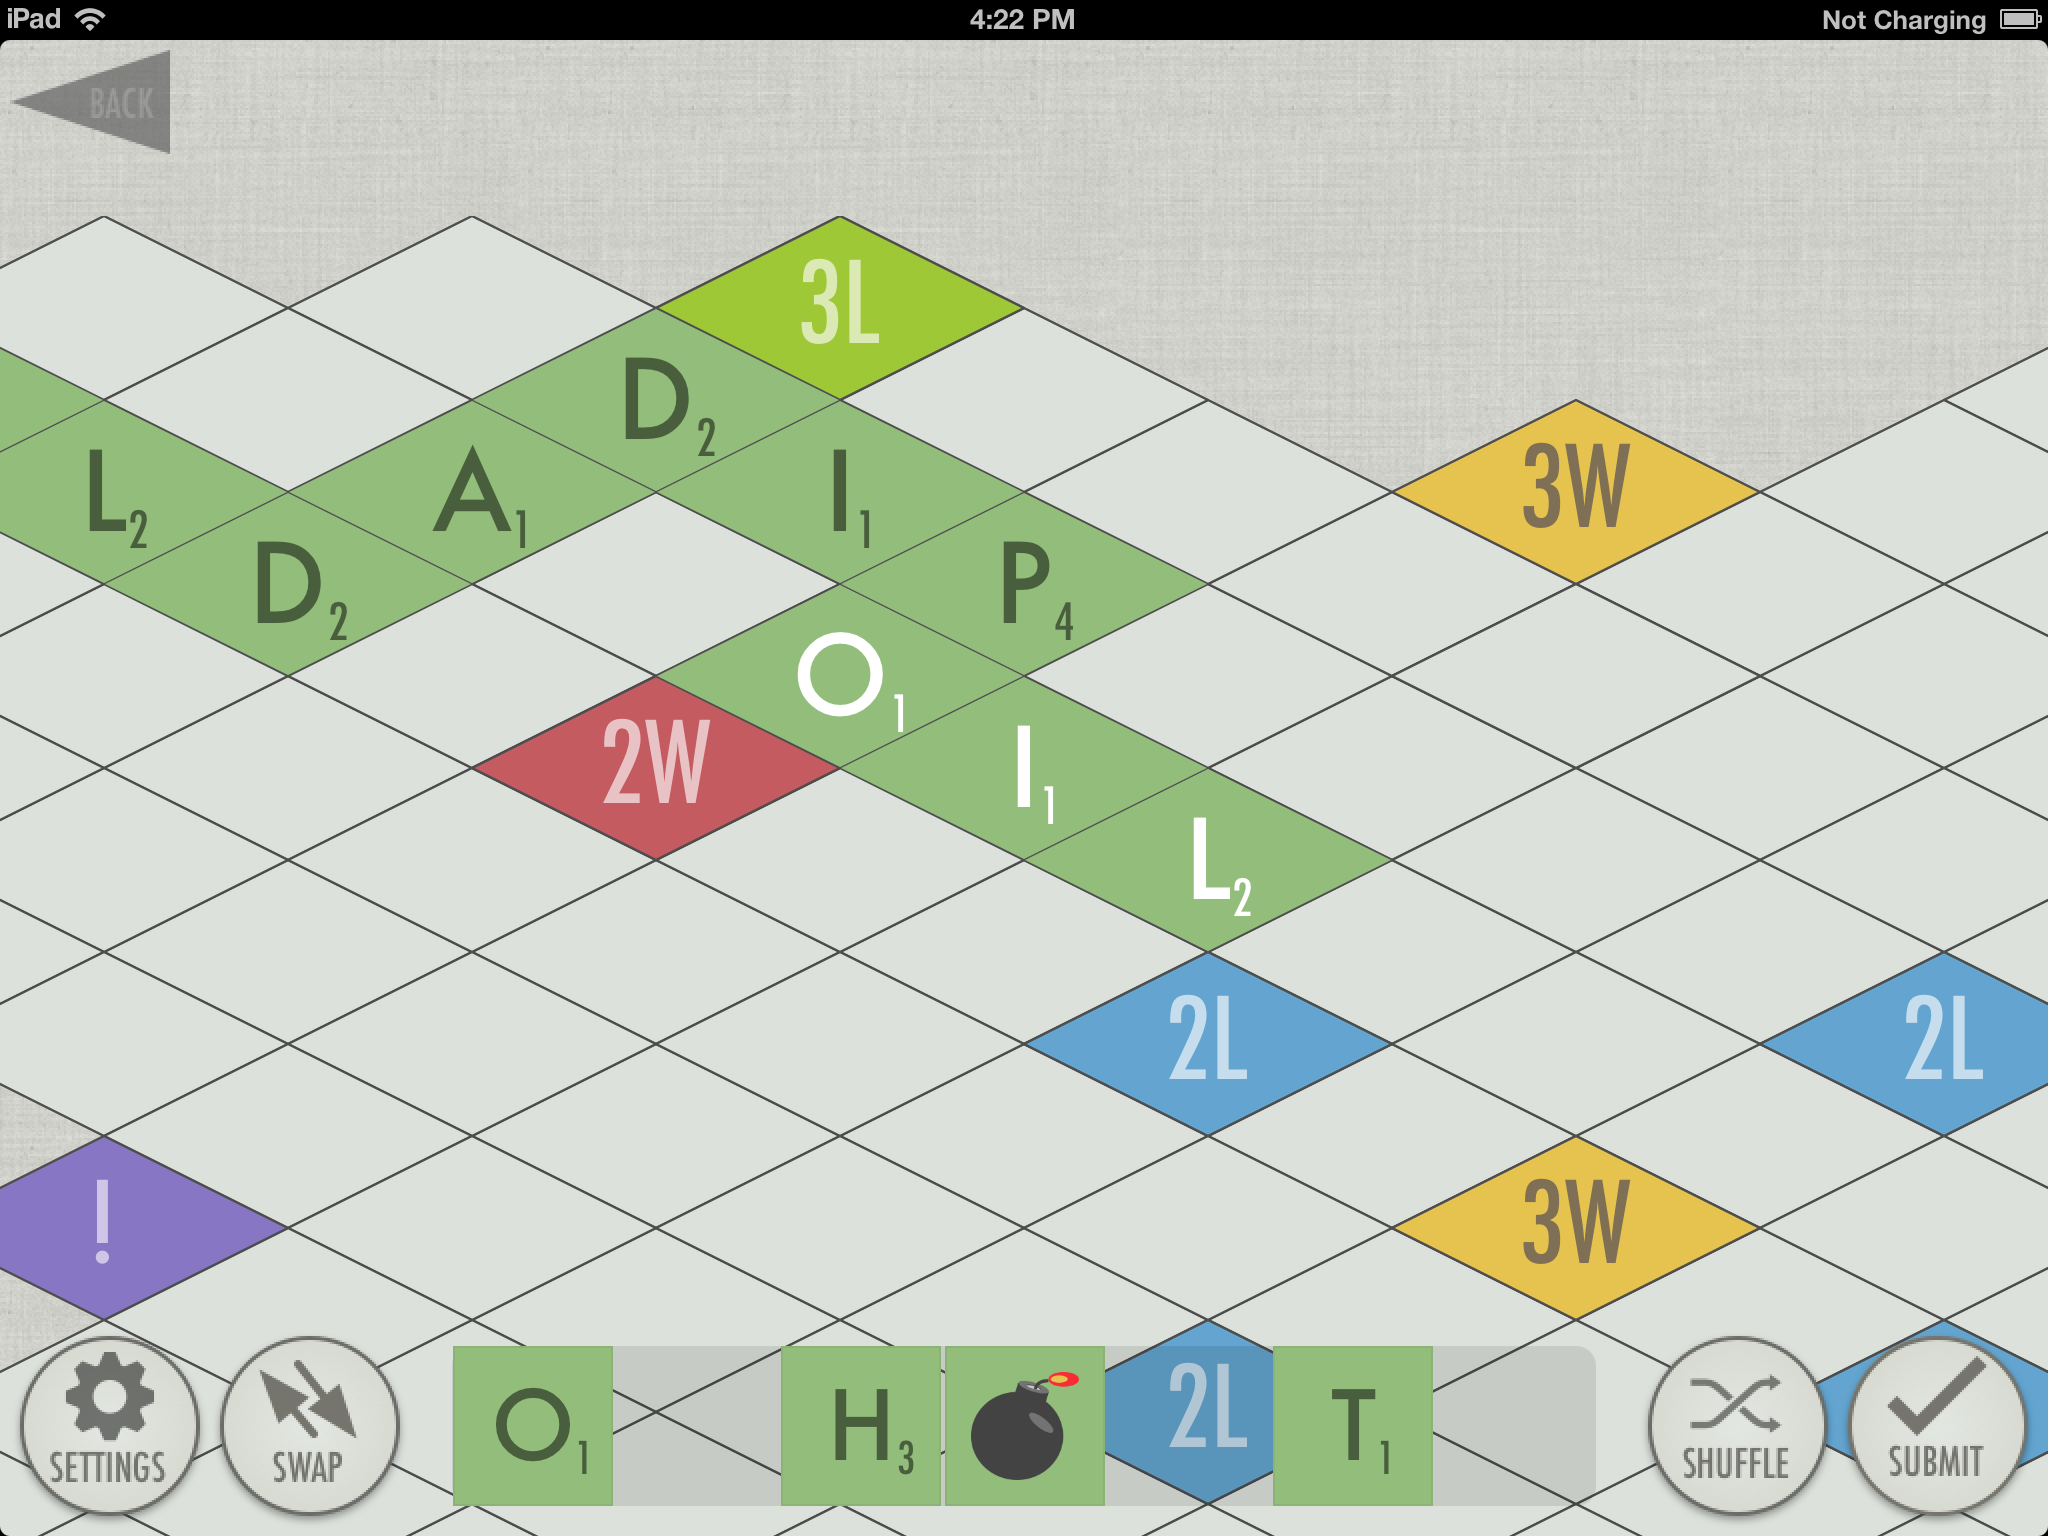 iPad 4:22 PM Not Charging
BACK
3L
D2
L2 A1 I1 3W
D2 P4
O1
2W I1
L2
2L 2L
! 3W
O1 H3 2L T1
SETTINGS SWAP SHUFFLE SUBMIT